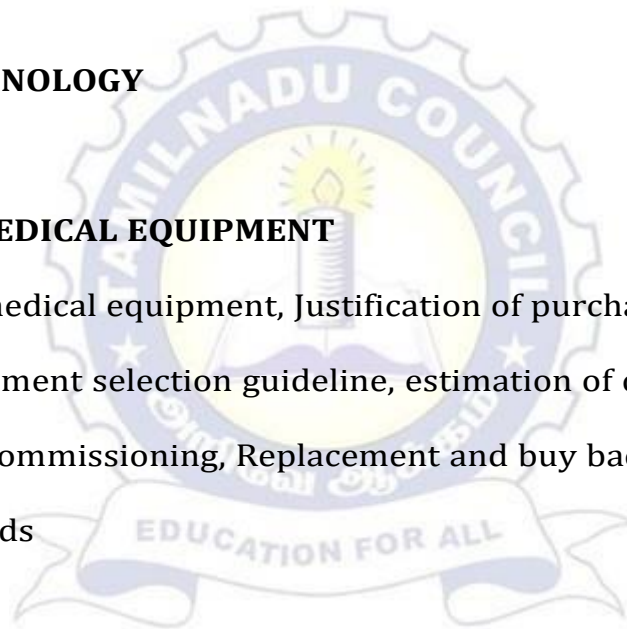 NOLOGY
TAMILNADU COUNCIL
EDICAL EQUIPMENT
nedical equipment, Justification of purcha
ment selection guideline, estimation of c
ommissioning, Replacement and buy bac
ds
EDUCATION FOR ALL